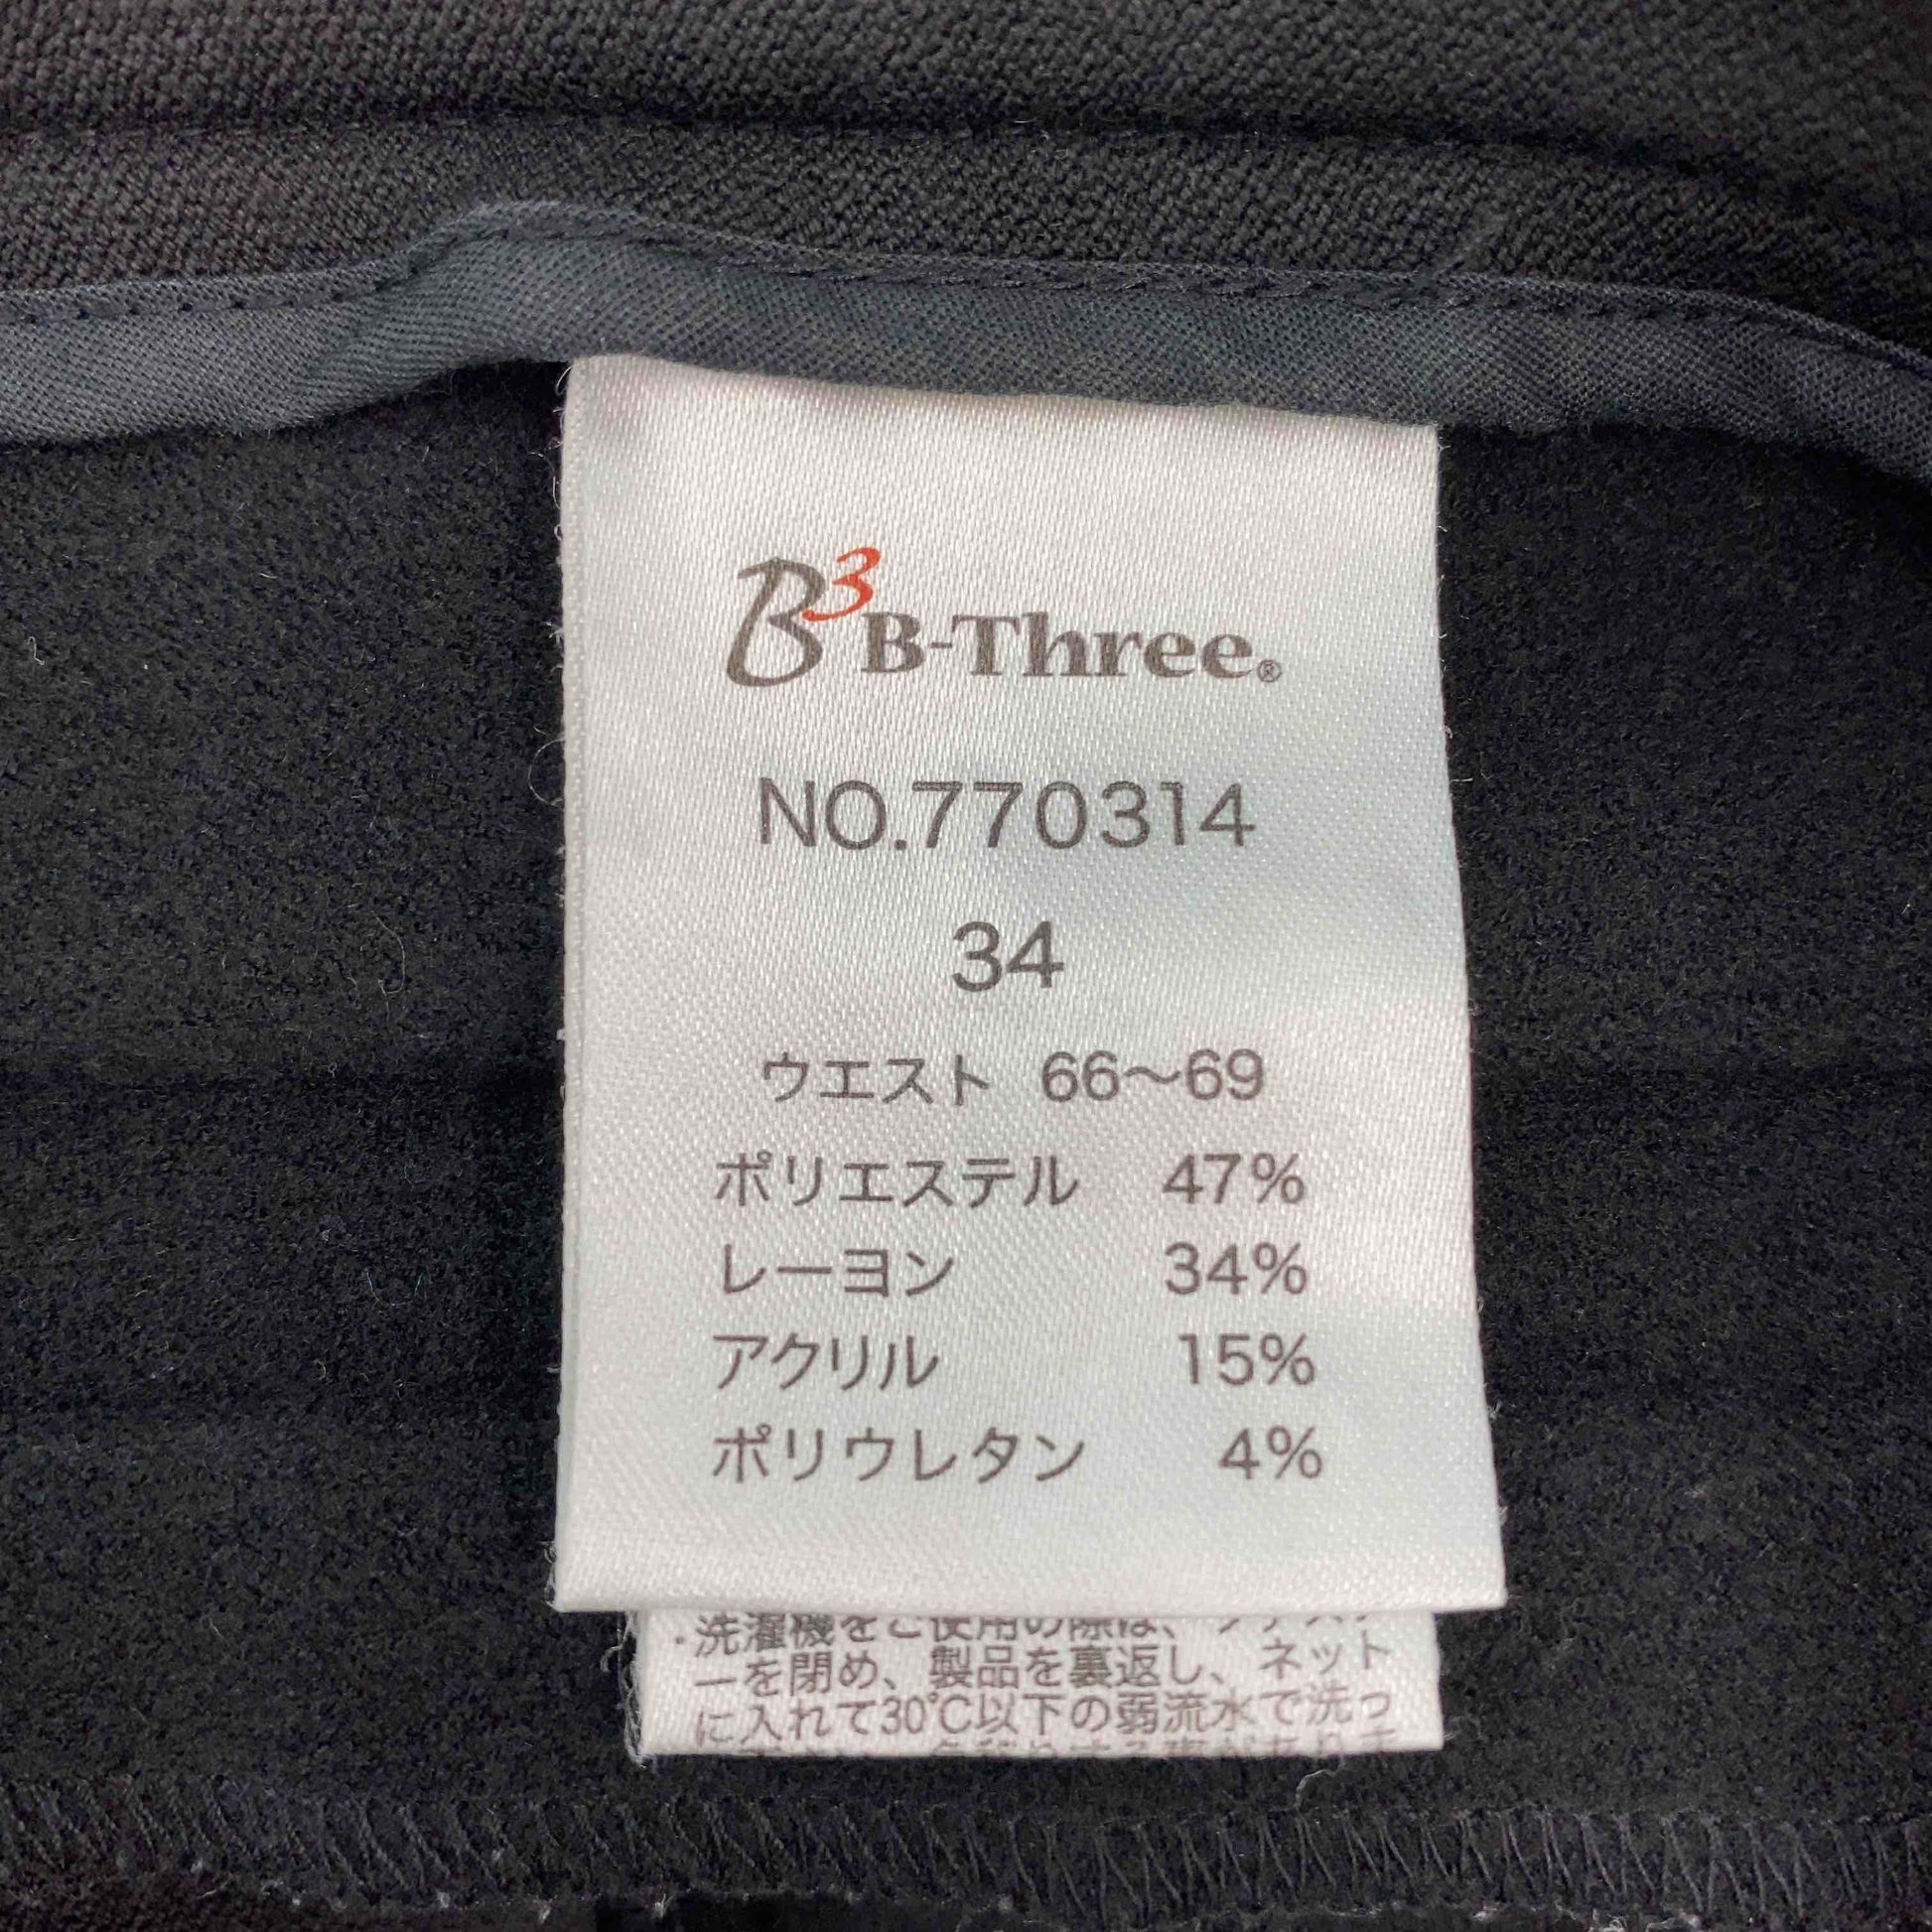 B3 B-Three®
NO.770314
34
ウエスト 66〜69
ポリエステル 47%
レーヨン 34%
アクリル 15%
ポリウレタン 4%
・洗濯機をご使用の際は、
ーを閉め、製品を裏返し、ネット
に入れて30℃以下の弱流水で洗っ